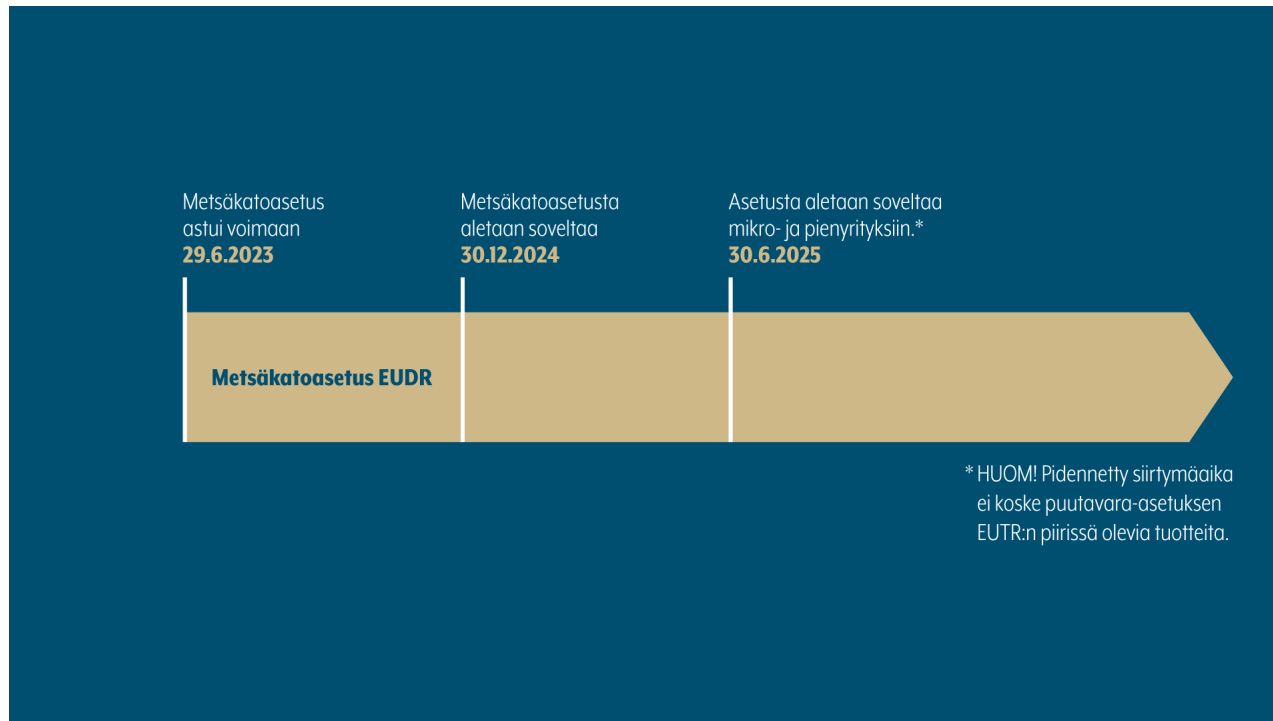 Metsäkatoasetus
astui voimaan
29.6.2023
Metsäkatoasetusta
aletaan soveltaa
30.12.2024
Asetusta aletaan soveltaa
mikro- ja pienyrityksiin.*
30.6.2025
Metsäkatoasetus EUDR
* HUOM! Pidennetty siirtymäaika
ei koske puutavara-asetuksen
EUTR:n piirissä olevia tuotteita.